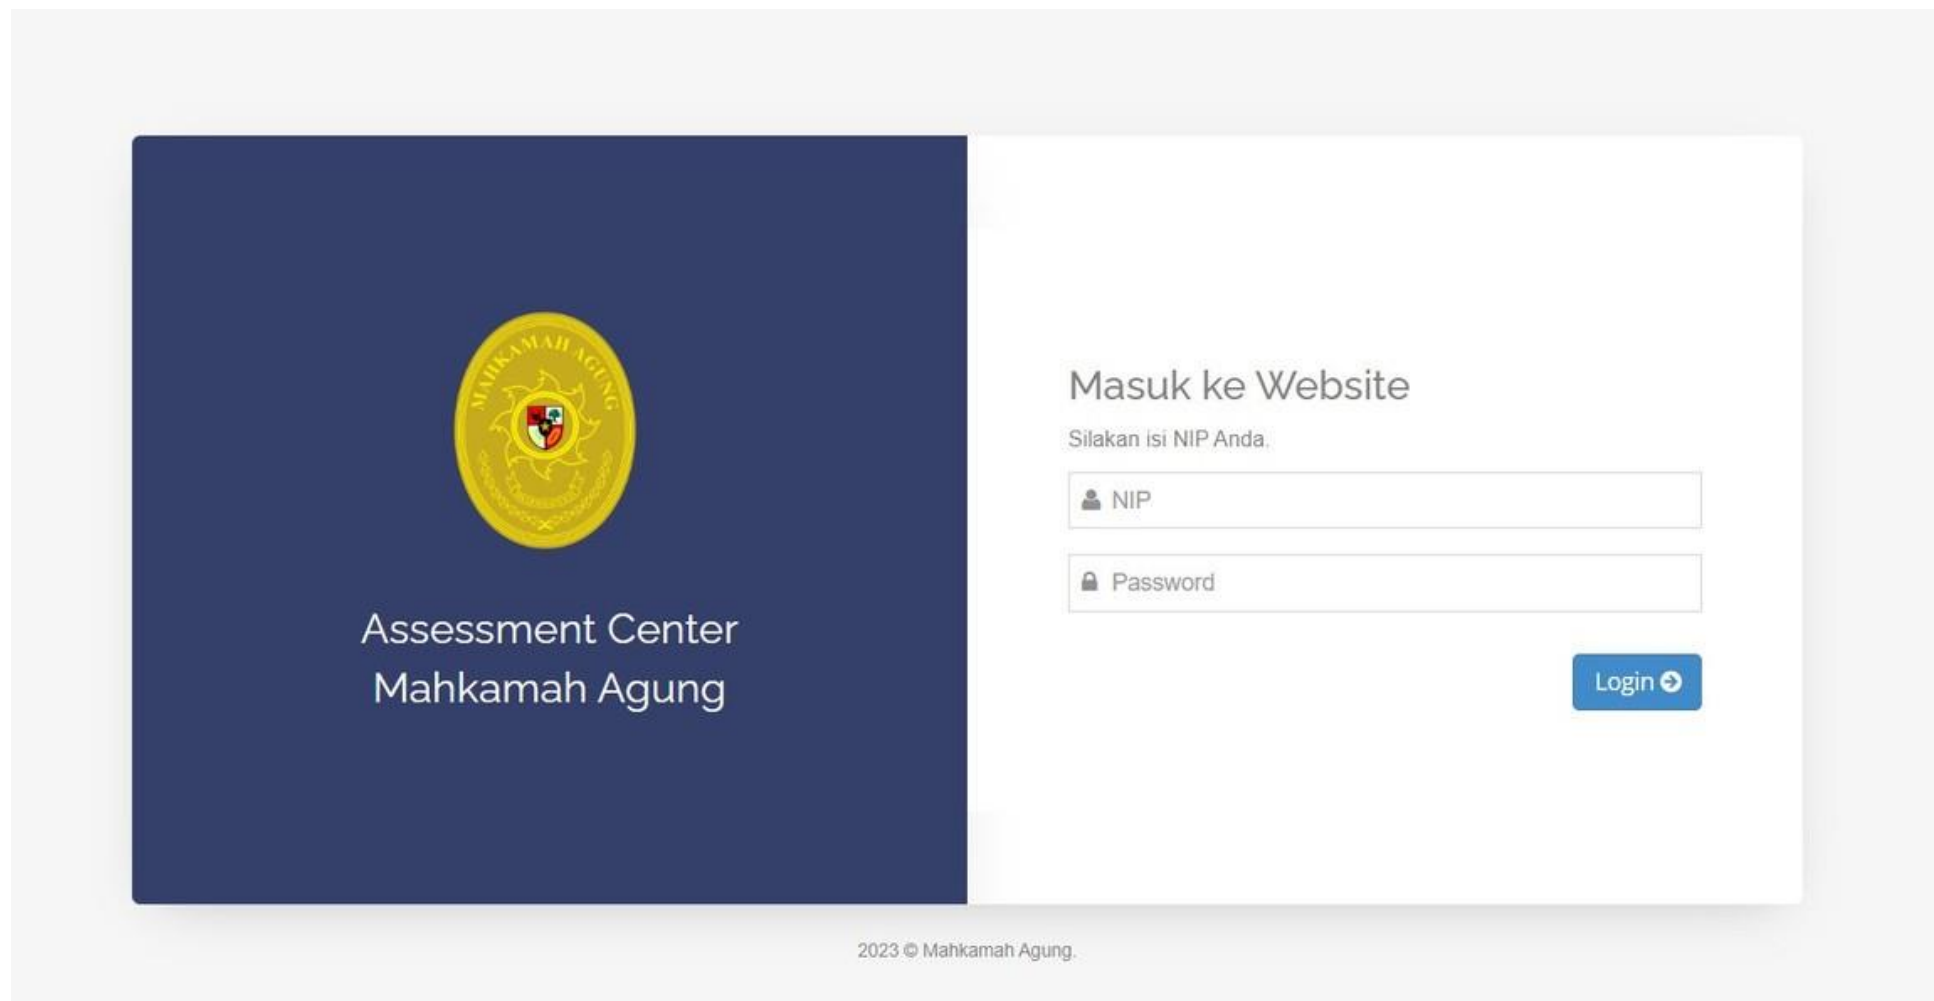 MAHKAMAH AGUNG
Assessment Center
Mahkamah Agung
Masuk ke Website
Silakan isi NIP Anda.
NIP
Password
Login
2023 © Mahkamah Agung.